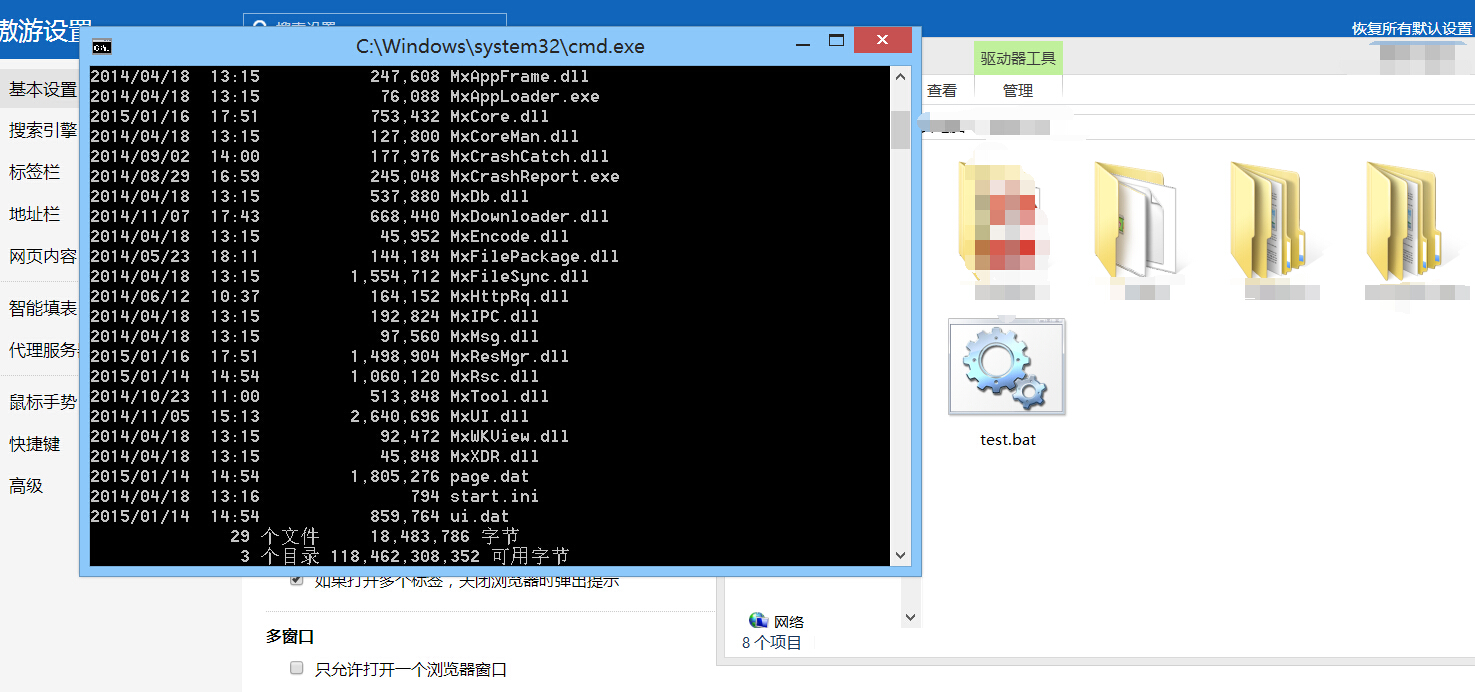 傲游设置
恢复所有默认设置
基本设置
搜索引擎
标签栏
地址栏
网页内容
智能填表
代理服务
鼠标手势
快捷键
高级
C:\Windows\system32\cmd.exe
2014/04/18 13:15 247,608 MxAppFrame.dll
2014/04/18 13:15 76,088 MxAppLoader.exe
2015/01/16 17:51 753,432 MxCore.dll
2014/04/18 13:15 127,800 MxCoreMan.dll
2014/09/02 14:00 177,976 MxCrashCatch.dll
2014/08/29 16:59 245,048 MxCrashReport.exe
2014/04/18 13:15 537,880 MxDb.dll
2014/11/07 17:43 668,440 MxDownloader.dll
2014/04/18 13:15 45,952 MxEncode.dll
2014/05/23 18:11 144,184 MxFilePackage.dll
2014/04/18 13:15 1,554,712 MxFileSync.dll
2014/06/12 10:37 164,152 MxHttpRq.dll
2014/04/18 13:15 192,824 MxIPC.dll
2014/04/18 13:15 97,560 MxMsg.dll
2015/01/16 17:51 1,498,904 MxResMgr.dll
2015/01/14 14:54 1,060,120 MxRsc.dll
2014/10/23 11:00 513,848 MxTool.dll
2014/11/05 15:13 2,640,696 MxUI.dll
2014/04/18 13:15 92,472 MxWKView.dll
2014/04/18 13:15 45,848 MxXDR.dll
2015/01/14 14:54 1,805,276 page.dat
2014/04/18 13:16 794 start.ini
2015/01/14 14:54 859,764 ui.dat
29 个文件 18,483,786 字节
3 个目录 118,462,308,352 可用字节
驱动器工具
查看 管理
test.bat
如果打开多个标签，关闭浏览器时弹出提示
多窗口
只允许打开一个浏览器窗口
网络
8 个项目